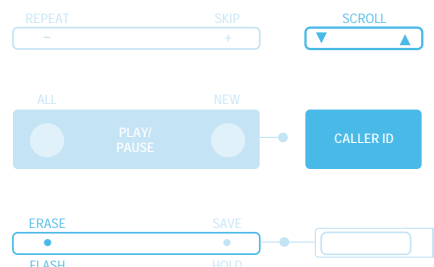 REPEAT SKIP SCROLL
- + ▼ ▲
ALL NEW
PLAY/
PAUSE
CALLER ID
ERASE SAVE
FLASH HOLD